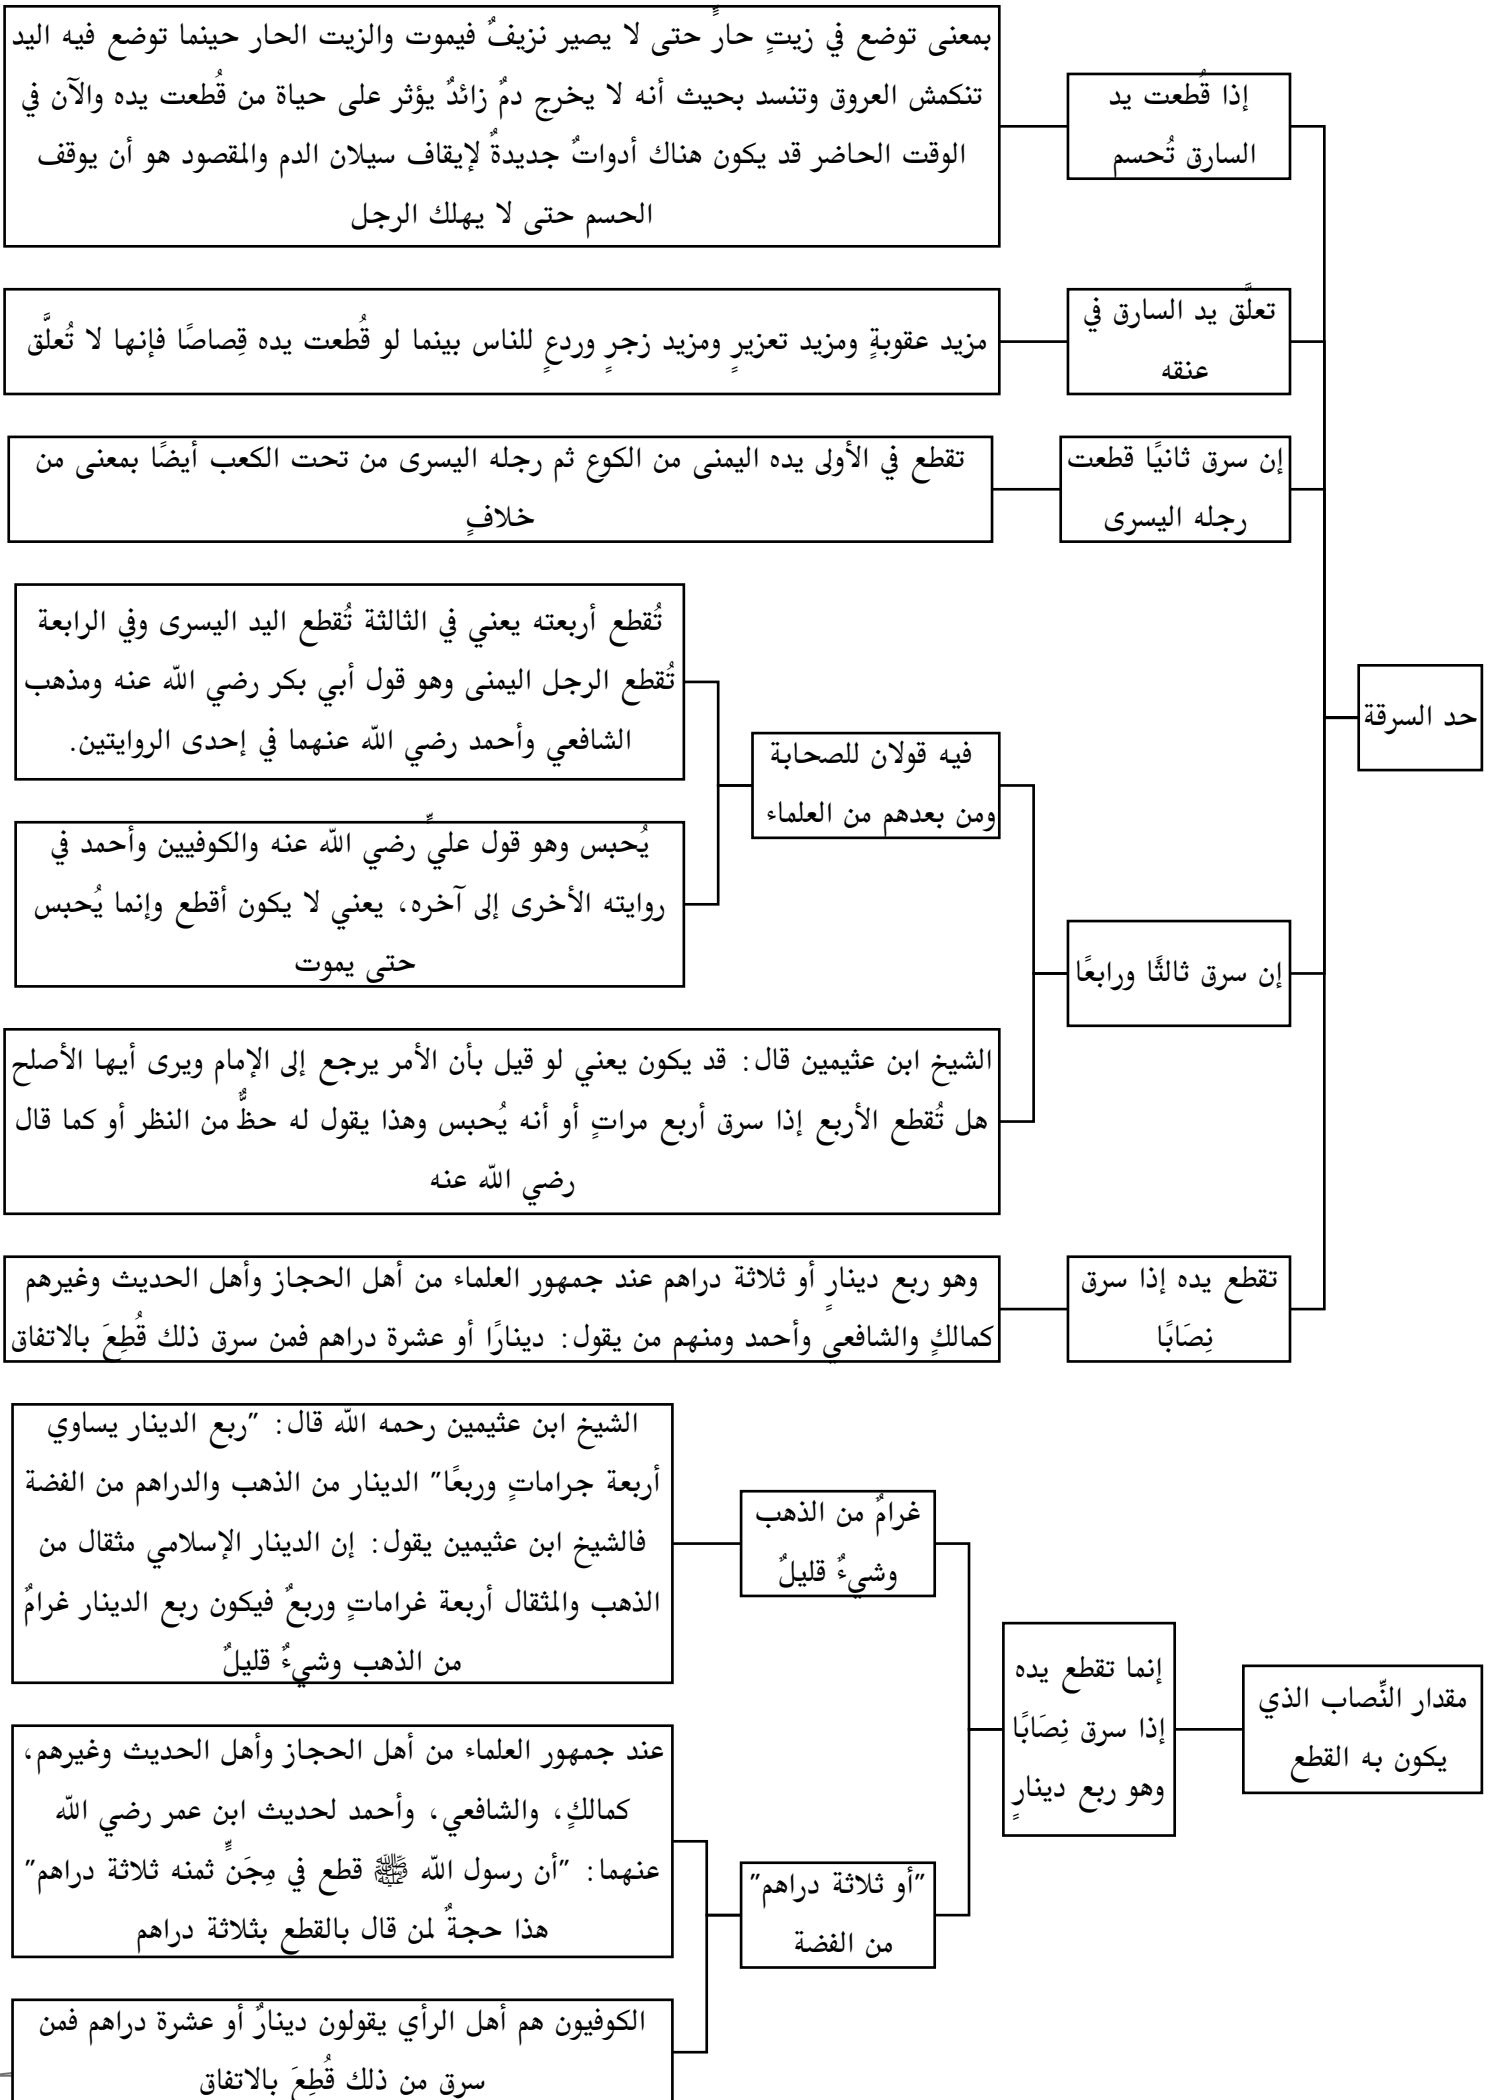 حد السرقة
إذا قُطعت يد
السارق تُحسم
بمعنى توضع في زيتٍ حارٍّ حتى لا يصير نزيفٌ فيموت والزيت الحار حينما توضع فيه اليد
تنكمش العروق وتنسد بحيث أنه لا يخرج دمٌ زائدٌ يؤثر على حياة من قُطعت يده والآن في
الوقت الحاضر قد يكون هناك أدواتٌ جديدةٌ لإيقاف سيلان الدم والمقصود هو أن يوقف
الحسم حتى لا يهلك الرجل
تعلَّق يد السارق في
عنقه
مزيد عقوبةٍ ومزيد تعزيرٍ ومزيد زجرٍ وردعٍ للناس بينما لو قُطعت يده قِصاصًا فإنها لا تُعلَّق
إن سرق ثانيًا قطعت
رجله اليسرى
تقطع في الأولى يده اليمنى من الكوع ثم رجله اليسرى من تحت الكعب أيضًا بمعنى من
خلافٍ
إن سرق ثالثًا ورابعًا
فيه قولان للصحابة
ومن بعدهم من العلماء
تُقطع أربعته يعني في الثالثة تُقطع اليد اليسرى وفي الرابعة
تُقطع الرجل اليمنى وهو قول أبي بكر رضي الله عنه ومذهب
الشافعي وأحمد رضي الله عنهما في إحدى الروايتين.
يُحبس وهو قول عليٍّ رضي الله عنه والكوفيين وأحمد في
روايته الأخرى إلى آخره، يعني لا يكون أقطع وإنما يُحبس
حتى يموت
الشيخ ابن عثيمين قال: قد يكون يعني لو قيل بأن الأمر يرجع إلى الإمام ويرى أيها الأصلح
هل تُقطع الأربع إذا سرق أربع مراتٍ أو أنه يُحبس وهذا يقول له حظٌّ من النظر أو كما قال
رضي الله عنه
تقطع يده إذا سرق
نِصَابًا
وهو ربع دينارٍ أو ثلاثة دراهم عند جمهور العلماء من أهل الحجاز وأهل الحديث وغيرهم
كمالكٍ والشافعي وأحمد ومنهم من يقول: دينارًا أو عشرة دراهم فمن سرق ذلك قُطِعَ بالاتفاق
مقدار النِّصاب الذي
يكون به القطع
إنما تقطع يده
إذا سرق نِصَابًا
وهو ربع دينارٍ
غرامٌ من الذهب
وشيءٌ قليلٌ
الشيخ ابن عثيمين رحمه الله قال: "ربع الدينار يساوي
أربعة جراماتٍ وربعًا" الدينار من الذهب والدراهم من الفضة
فالشيخ ابن عثيمين يقول: إن الدينار الإسلامي مثقال من
الذهب والمثقال أربعة غراماتٍ وربعٌ فيكون ربع الدينار غرامٌ
من الذهب وشيءٌ قليلٌ
"أو ثلاثة دراهم"
من الفضة
عند جمهور العلماء من أهل الحجاز وأهل الحديث وغيرهم،
كمالكٍ، والشافعي، وأحمد لحديث ابن عمر رضي الله
عنهما: "أن رسول الله ﷺ قطع في مِجَنٍّ ثمنه ثلاثة دراهم"
هذا حجةٌ لمن قال بالقطع بثلاثة دراهم
الكوفيون هم أهل الرأي يقولون دينارٌ أو عشرة دراهم فمن
سرق من ذلك قُطِعَ بالاتفاق